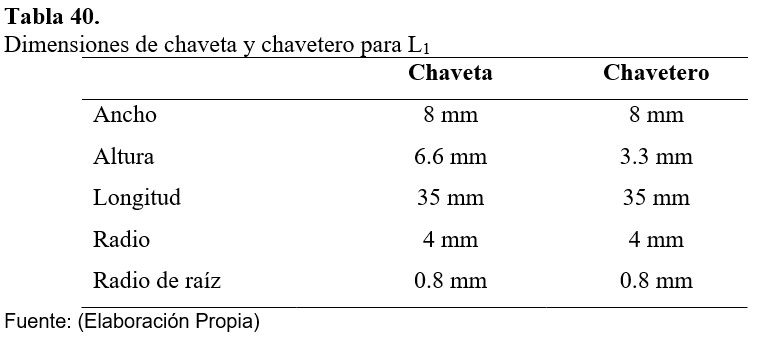 Tabla 40.
Dimensiones de chaveta y chavetero para L₁
Chaveta Chavetero
Ancho 8 mm 8 mm
Altura 6.6 mm 3.3 mm
Longitud 35 mm 35 mm
Radio 4 mm 4 mm
Radio de raíz 0.8 mm 0.8 mm
Fuente: (Elaboración Propia)